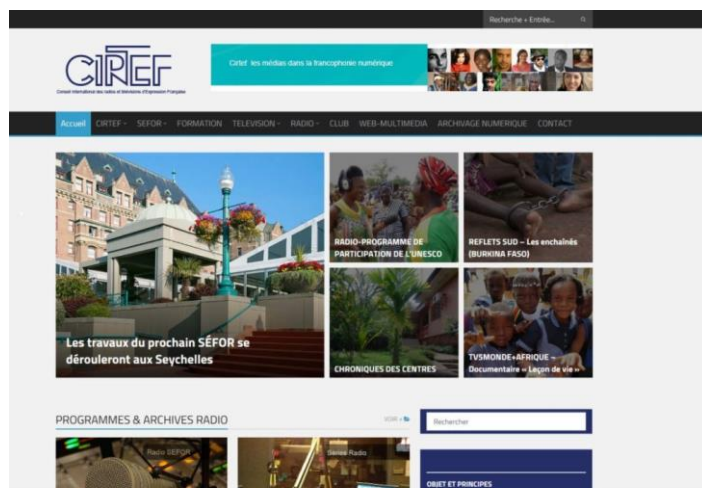 Recherche + Entrée...
CIRTEF
Conseil International des radios et télévisions d'Expression Française
Cirtef les médias dans la francophonie numérique
Accueil CIRTEF SEFOR FORMATION TELEVISION RADIO CLUB WEB-MULTIMEDIA ARCHIVAGE NUMERIQUE CONTACT
RADIO-PROGRAMME DE
PARTICIPATION DE L'UNESCO
REFLETS SUD – Les enchaînés
(BURKINA FASO)
Les travaux du prochain SÉFOR se
dérouleront aux Seychelles
CHRONIQUES DES CENTRES
TV5MONDE+AFRIQUE –
Documentaire « Leçon de vie »
PROGRAMMES & ARCHIVES RADIO
Rechercher
Radio SEFOR
Séries Radio
OBJET ET PRINCIPES